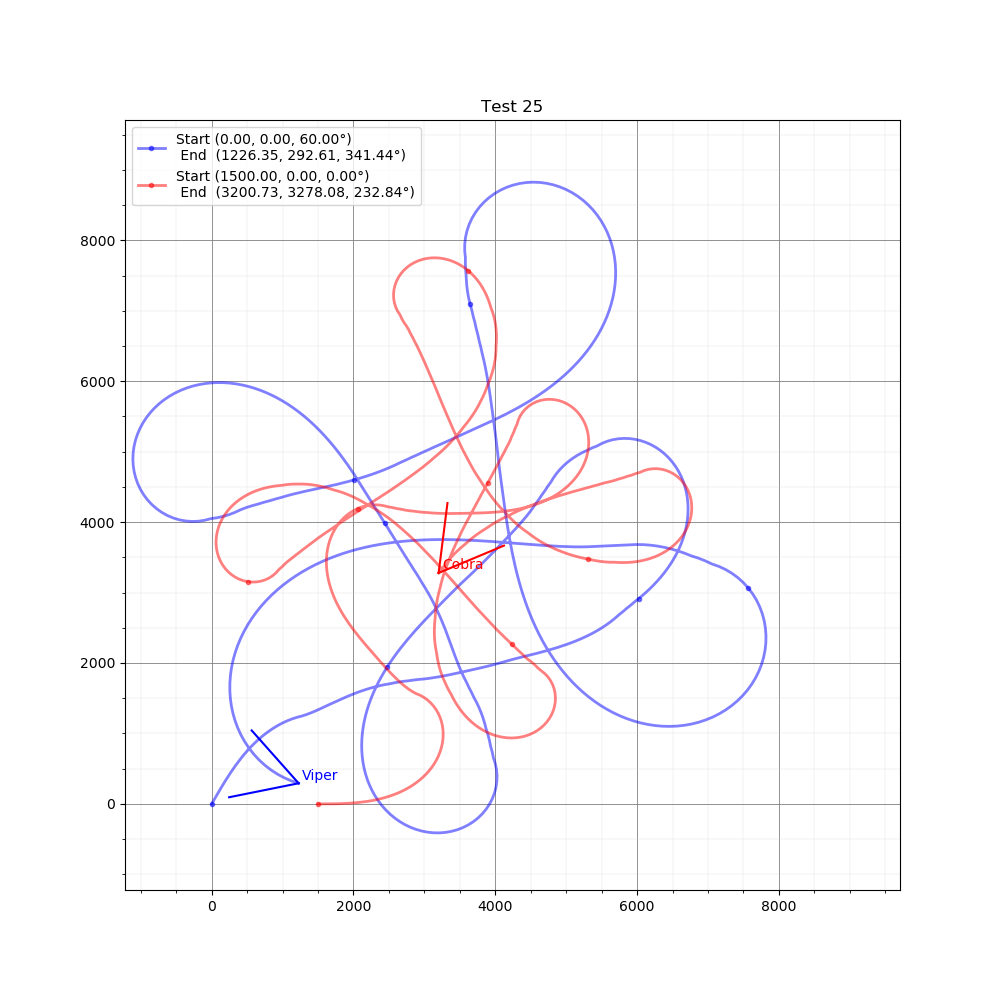 Test 25
Start (0.00, 0.00, 60.00°)
End (1226.35, 292.61, 341.44°)
Start (1500.00, 0.00, 0.00°)
End (3200.73, 3278.08, 232.84°)
8000
6000
4000
2000
0
Cobra
Viper
0
2000
4000
6000
8000